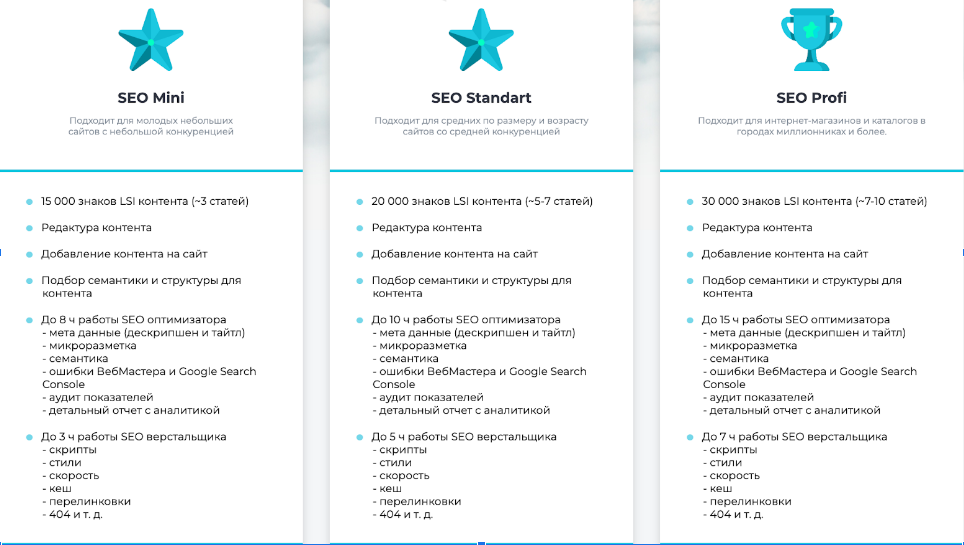 SEO Mini
Подходит для молодых небольших
сайтов с небольшой конкуренцией
15 000 знаков LSI контента (~3 статей)
Редактура контента
Добавление контента на сайт
Подбор семантики и структуры для
контента
До 8 ч работы SEO оптимизатора
- мета данные (дескрипшен и тайтл)
- микроразметка
- семантика
- ошибки ВебМастера и Google Search
Console
- аудит показателей
- детальный отчет с аналитикой
До 3 ч работы SEO верстальщика
- скрипты
- стили
- скорость
- кеш
- перелинковки
- 404 и т. д.
SEO Standart
Подходит для средних по размеру и возрасту
сайтов со средней конкуренцией
20 000 знаков LSI контента (~5-7 статей)
Редактура контента
Добавление контента на сайт
Подбор семантики и структуры для
контента
До 10 ч работы SEO оптимизатора
- мета данные (дескрипшен и тайтл)
- микроразметка
- семантика
- ошибки ВебМастера и Google Search
Console
- аудит показателей
- детальный отчет с аналитикой
До 5 ч работы SEO верстальщика
- скрипты
- стили
- скорость
- кеш
- перелинковки
- 404 и т. д.
SEO Profi
Подходит для интернет-магазинов и каталогов в
городах миллионниках и более.
30 000 знаков LSI контента (~7-10 статей)
Редактура контента
Добавление контента на сайт
Подбор семантики и структуры для
контента
До 15 ч работы SEO оптимизатора
- мета данные (дескрипшен и тайтл)
- микроразметка
- семантика
- ошибки ВебМастера и Google Search
Console
- аудит показателей
- детальный отчет с аналитикой
До 7 ч работы SEO верстальщика
- скрипты
- стили
- скорость
- кеш
- перелинковки
- 404 и т. д.